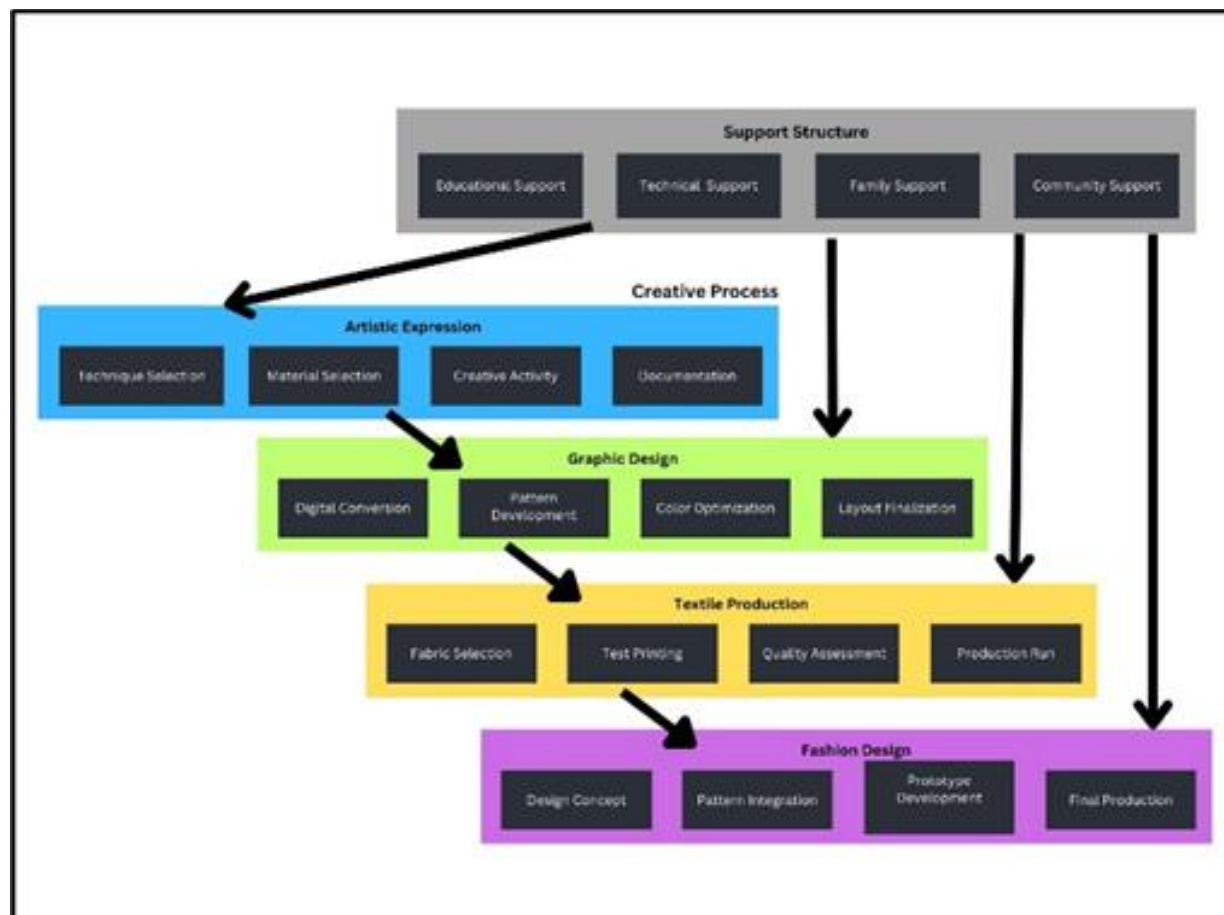 Support Structure
Educational Support
Technical Support
Family Support
Community Support
Creative Process
Artistic Expression
Technique Selection
Material Selection
Creative Activity
Documentation
Graphic Design
Digital Conversion
Pattern
Development
Color Optimization
Layout Finalization
Textile Production
Fabric Selection
Test Printing
Quality Assessment
Production Run
Fashion Design
Design Concept
Pattern Integration
Prototype
Development
Final Production